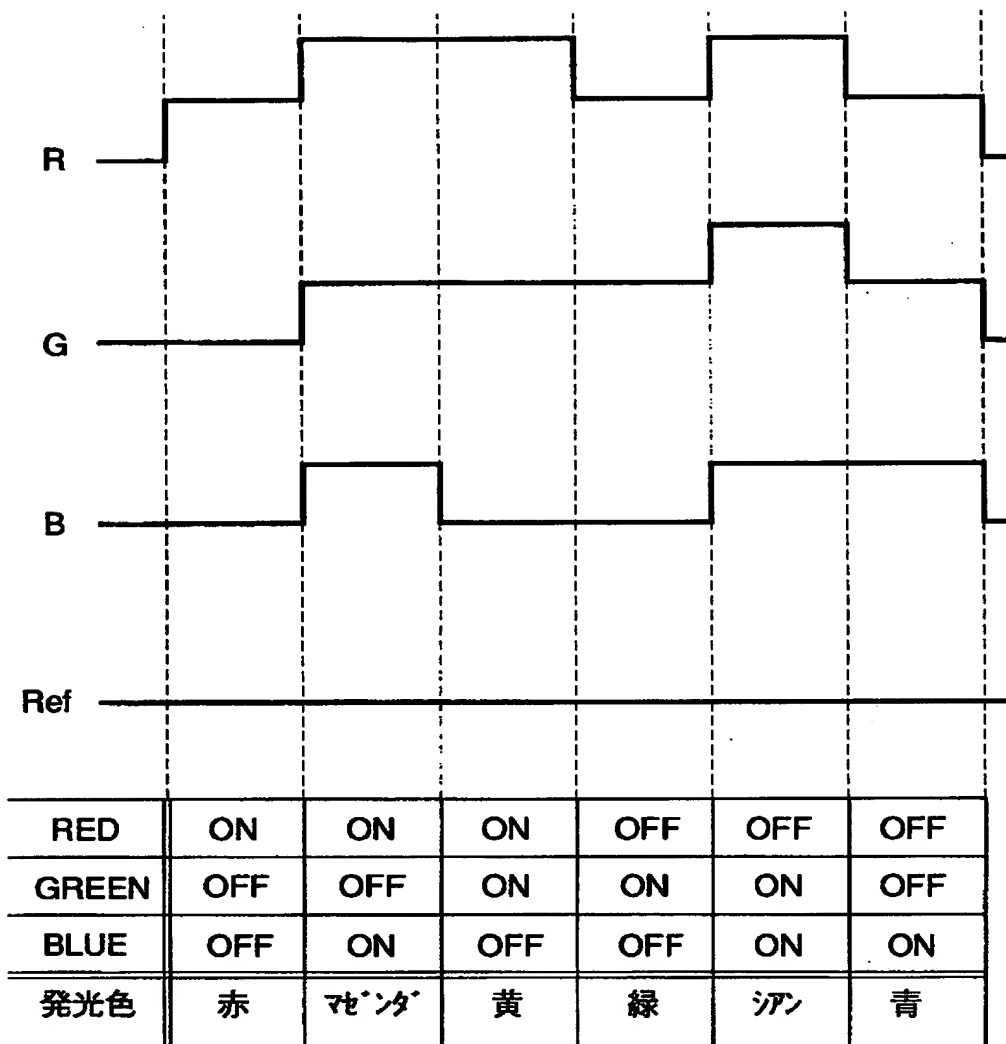 R
G
B
Ref
RED ON ON ON OFF OFF OFF
GREEN OFF OFF ON ON ON OFF
BLUE OFF ON OFF OFF ON ON
発光色 赤 ﾏｾﾞﾝﾀﾞ 黄 緑 ｼｱﾝ 青